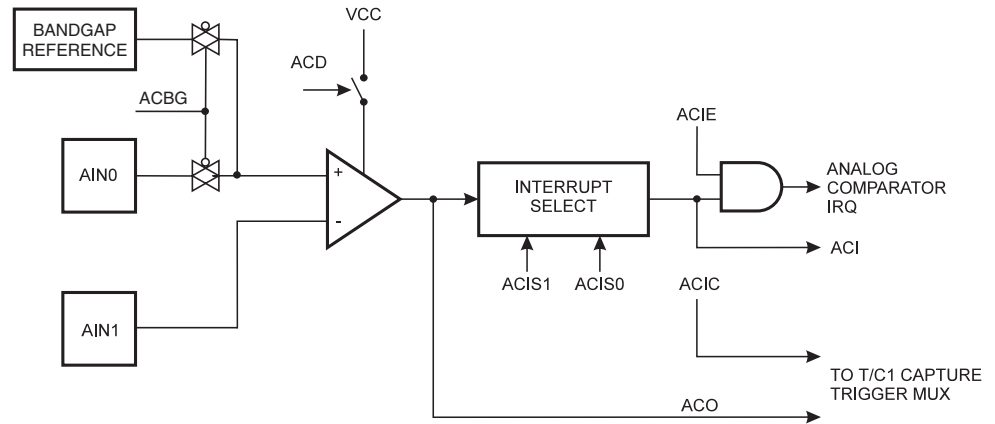 BANDGAP
REFERENCE
VCC
ACD
ACBG
ACIE
AIN0
+
-
INTERRUPT
SELECT
ANALOG
COMPARATOR
IRQ
ACI
ACIS1
ACIS0
ACIC
AIN1
TO T/C1 CAPTURE
TRIGGER MUX
ACO